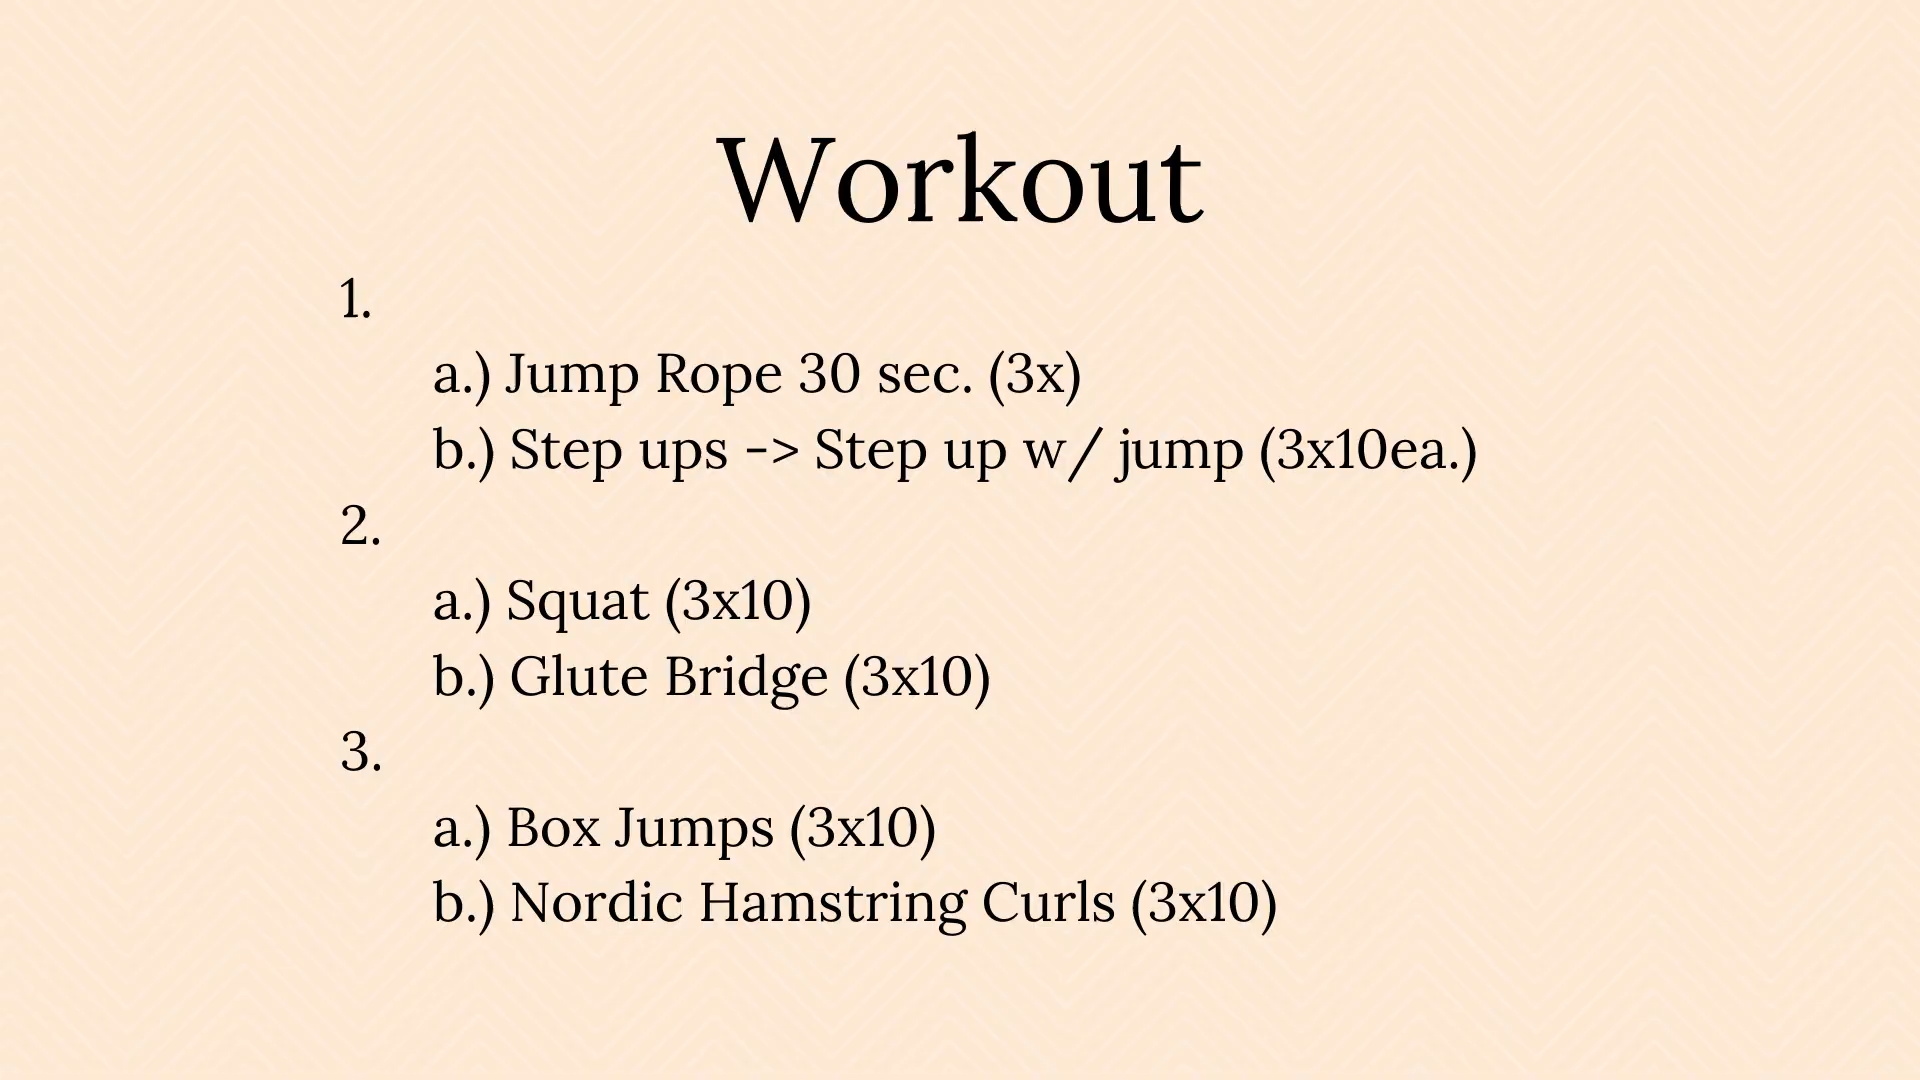 Workout
1.
a.) Jump Rope 30 sec. (3x)
b.) Step ups -> Step up w/ jump (3x10ea.)
2.
a.) Squat (3x10)
b.) Glute Bridge (3x10)
3.
a.) Box Jumps (3x10)
b.) Nordic Hamstring Curls (3x10)